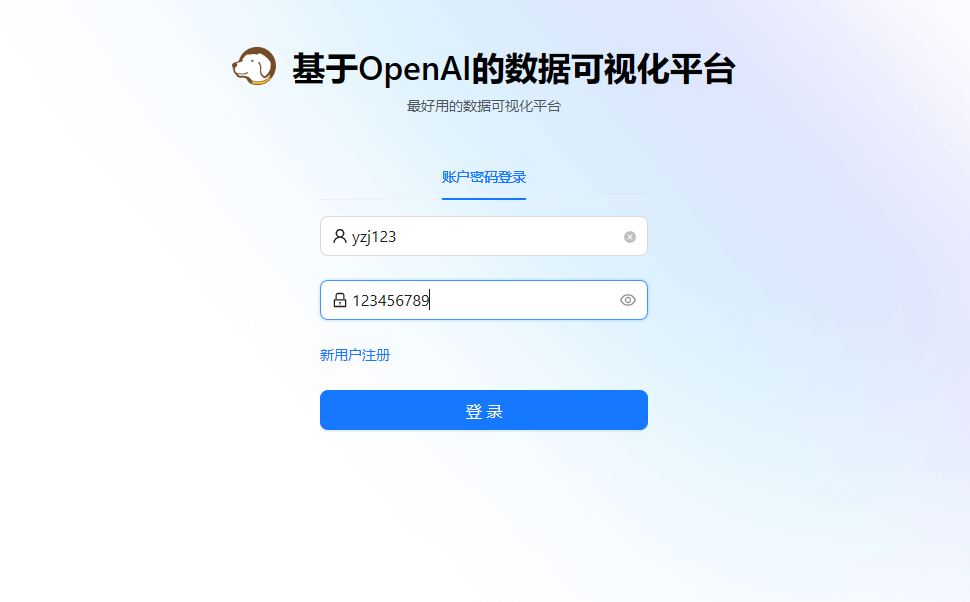 基于OpenAI的数据可视化平台
最好用的数据可视化平台
账户密码登录
yzj123
123456789
新用户注册
登 录